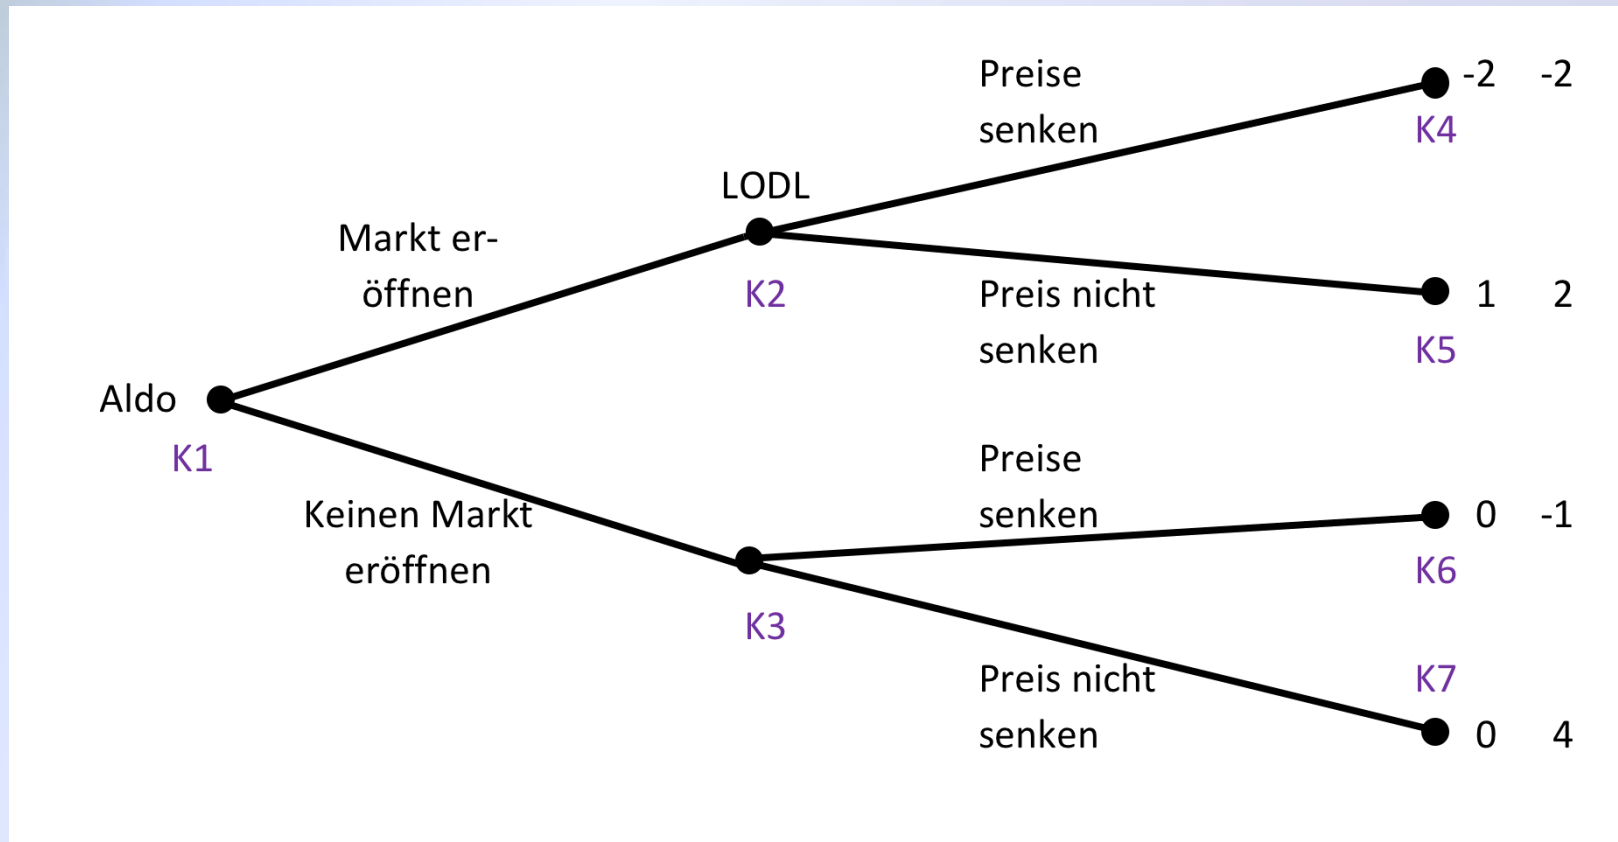 Preise
senken
-2 -2
K4
LODL
Markt er-
öffnen
K2
Preis nicht
senken
1 2
K5
Aldo
K1
Keinen Markt
eröffnen
Preise
senken
0 -1
K6
K3
Preis nicht
senken
K7
0 4